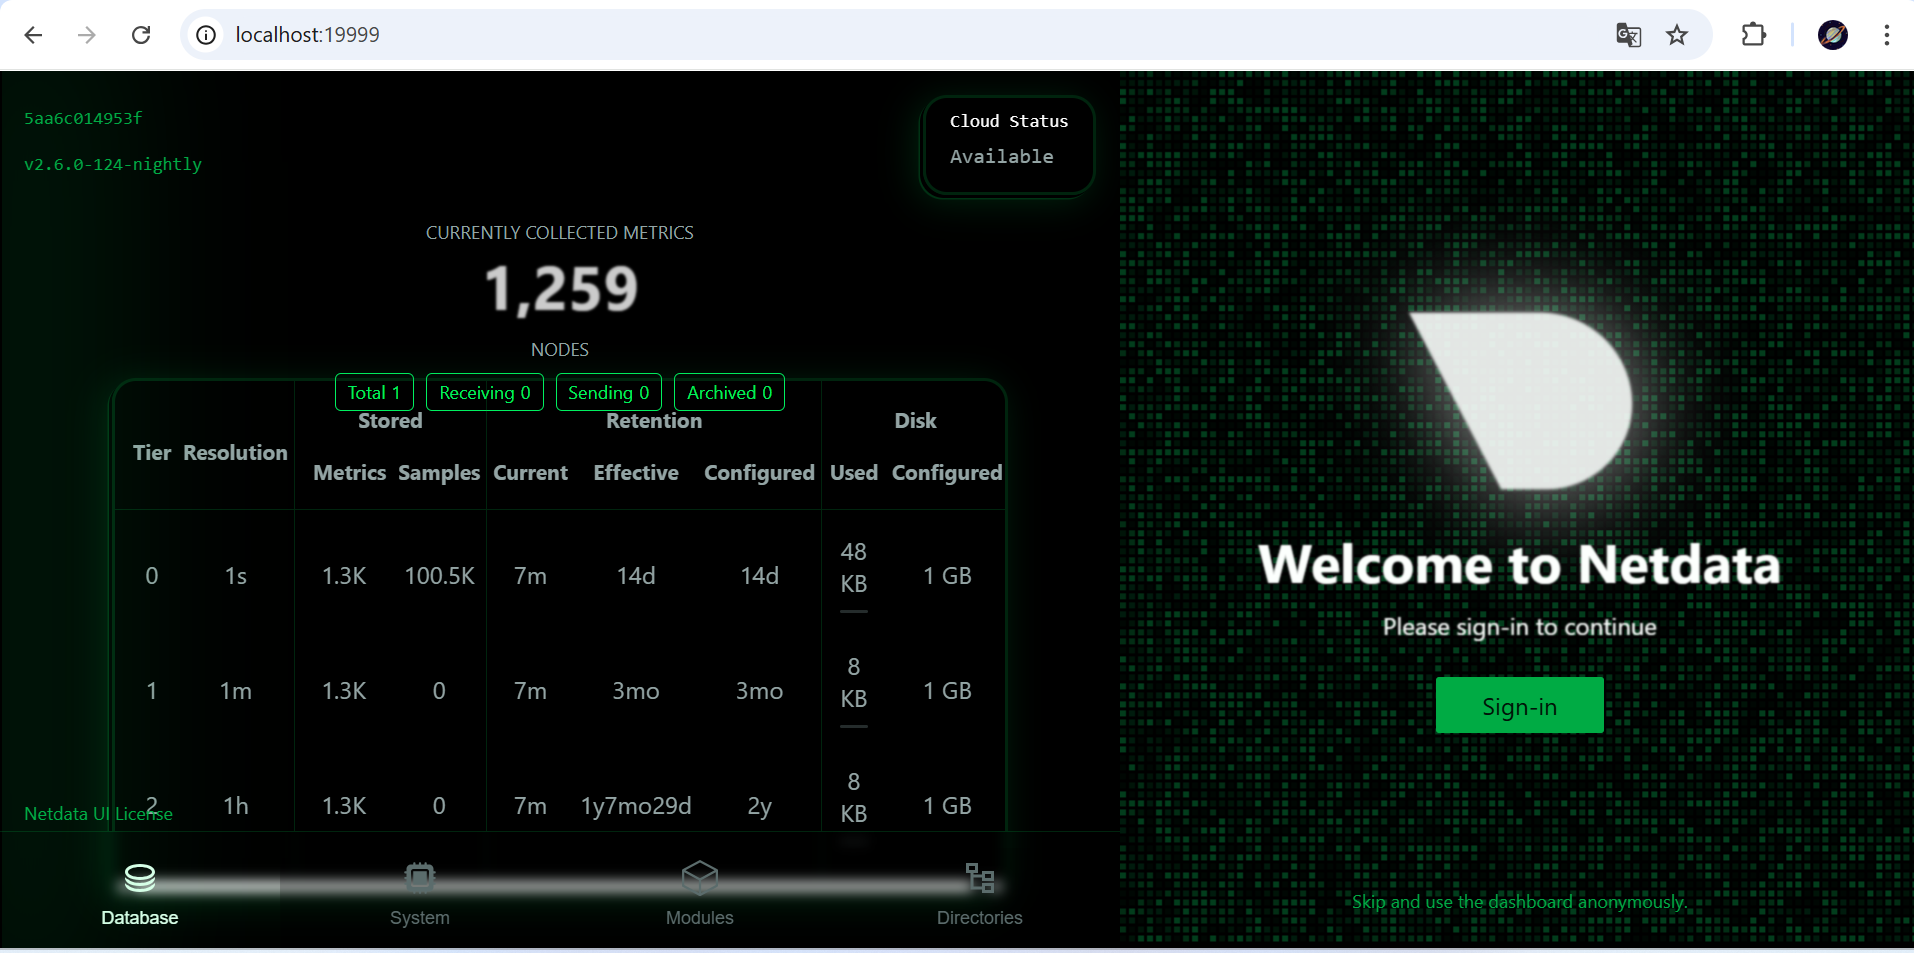 localhost:19999
5aa6c014953f
v2.6.0-124-nightly
Cloud Status
Available
CURRENTLY COLLECTED METRICS
1,259
NODES
Total 1 Receiving 0 Sending 0 Archived 0
Stored Retention Disk
Tier Resolution
Metrics Samples Current Effective Configured Used Configured
0 1s 1.3K 100.5K 7m 14d 14d 48 KB 1 GB
1 1m 1.3K 0 7m 3mo 3mo 8 KB 1 GB
2 1h 1.3K 0 7m 1y7mo29d 2y 8 KB 1 GB
Netdata UI License
Database System Modules Directories
Welcome to Netdata
Please sign-in to continue
Sign-in
Skip and use the dashboard anonymously.